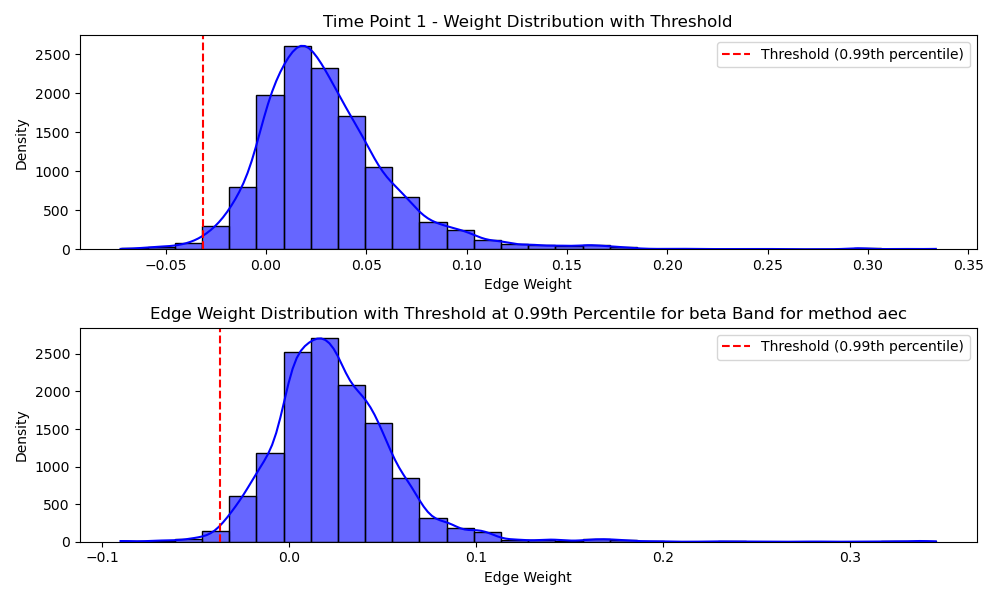 Time Point 1 - Weight Distribution with Threshold
Threshold (0.99th percentile)
Density
2500
2000
1500
1000
500
0
−0.05 0.00 0.05 0.10 0.15 0.20 0.25 0.30 0.35
Edge Weight
Edge Weight Distribution with Threshold at 0.99th Percentile for beta Band for method aec
Threshold (0.99th percentile)
Density
2500
2000
1500
1000
500
0
−0.1 0.0 0.1 0.2 0.3
Edge Weight